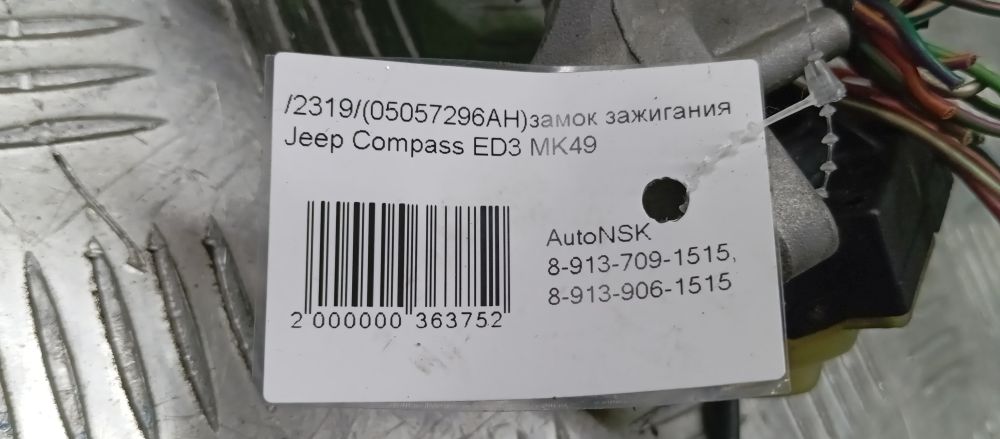 /2319/(05057296AH)замок зажигания
Jeep Compass ED3 MK49
AutoNSK
8-913-709-1515,
8-913-906-1515
2 000000 363752